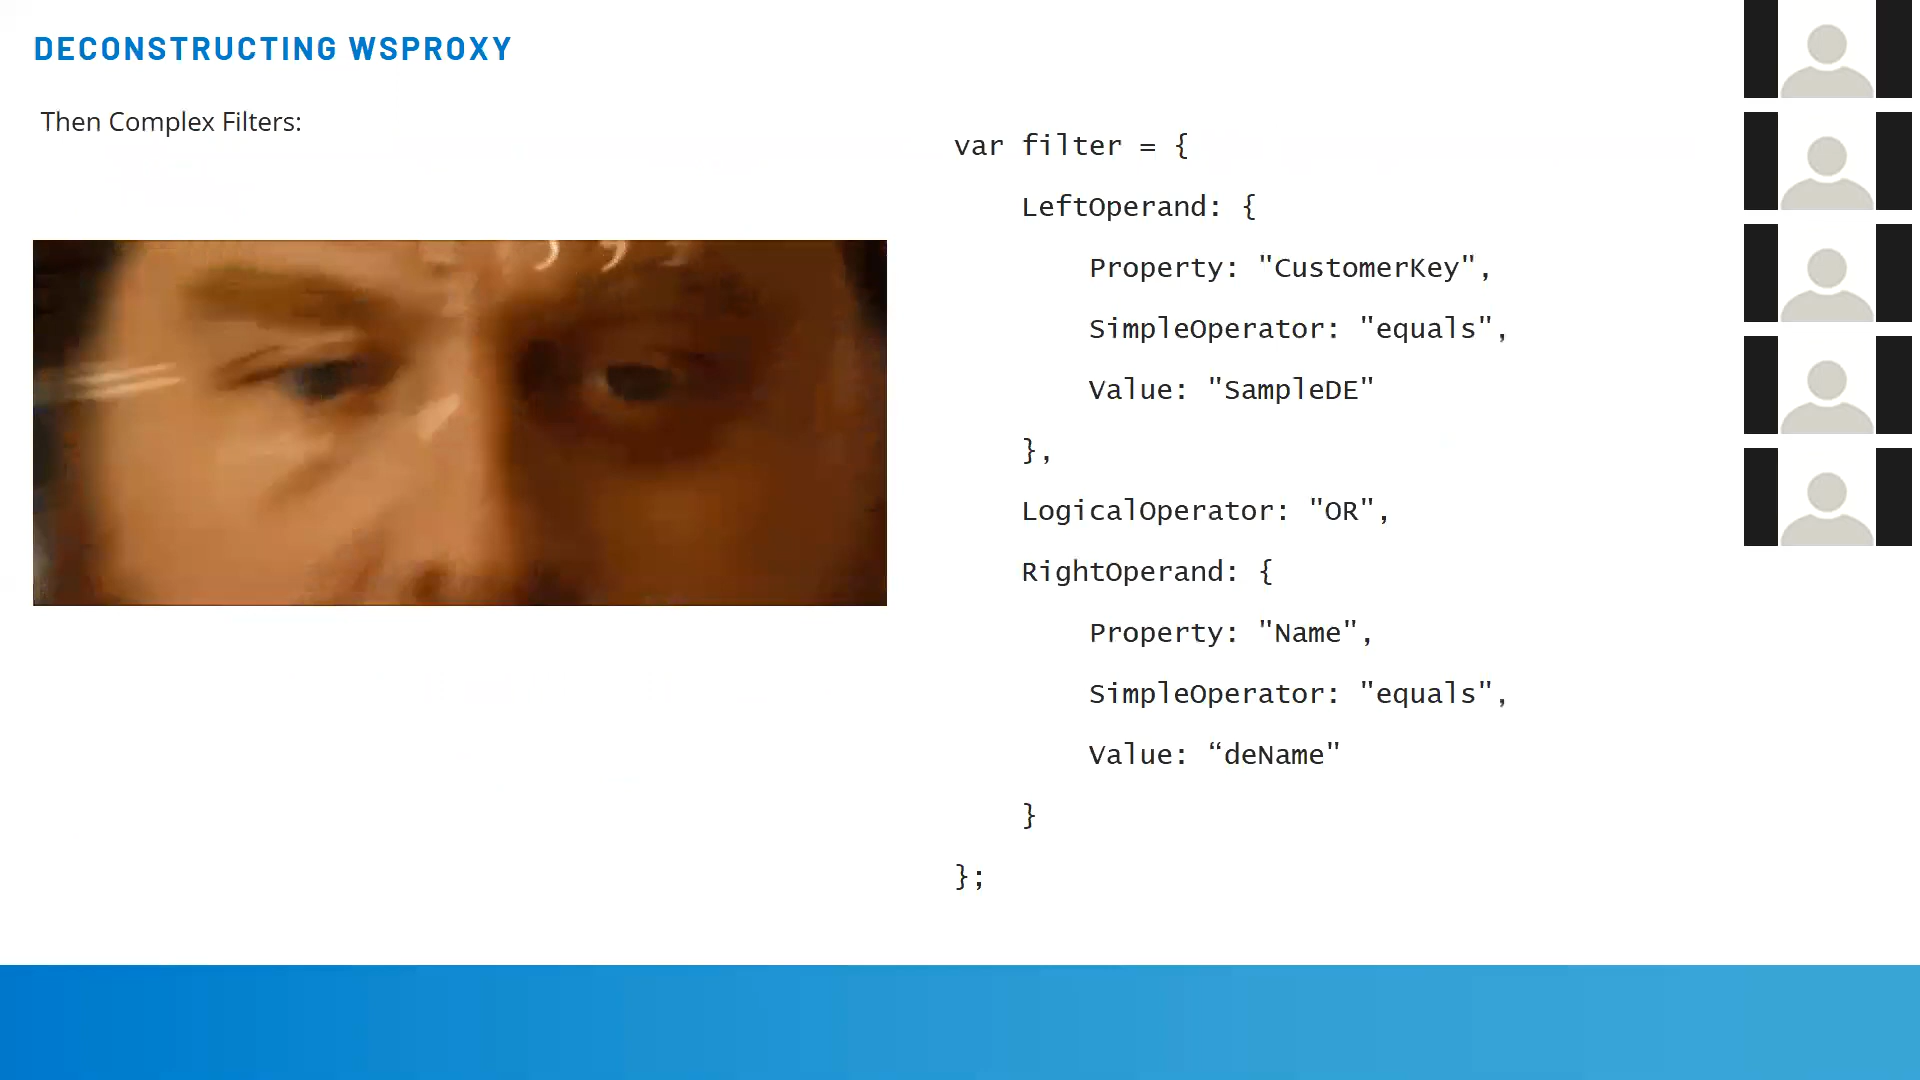 DECONSTRUCTING WSPROXY
Then Complex Filters:
var filter = {
LeftOperand: {
Property: "CustomerKey",
SimpleOperator: "equals",
Value: "SampleDE"
},
LogicalOperator: "OR",
RightOperand: {
Property: "Name",
SimpleOperator: "equals",
Value: “deName"
}
};